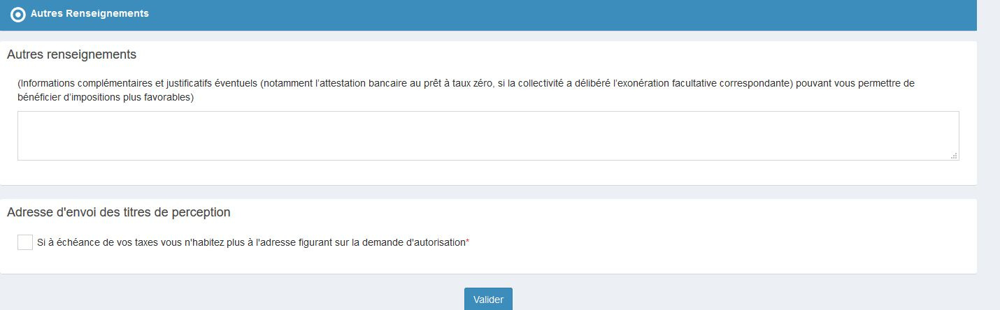 Autres Renseignements
Autres renseignements
(Informations complémentaires et justificatifs éventuels (notamment l’attestation bancaire au prêt à taux zéro, si la collectivité a délibéré l’exonération facultative correspondante) pouvant vous permettre de
bénéficier d’impositions plus favorables)
Adresse d'envoi des titres de perception
Si à échéance de vos taxes vous n'habitez plus à l'adresse figurant sur la demande d'autorisation*
Valider